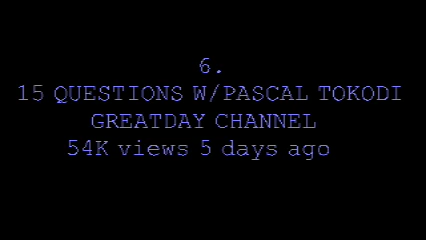 6.
15 QUESTIONS W/PASCAL TOKODI
GREATDAY CHANNEL
54K views 5 days ago